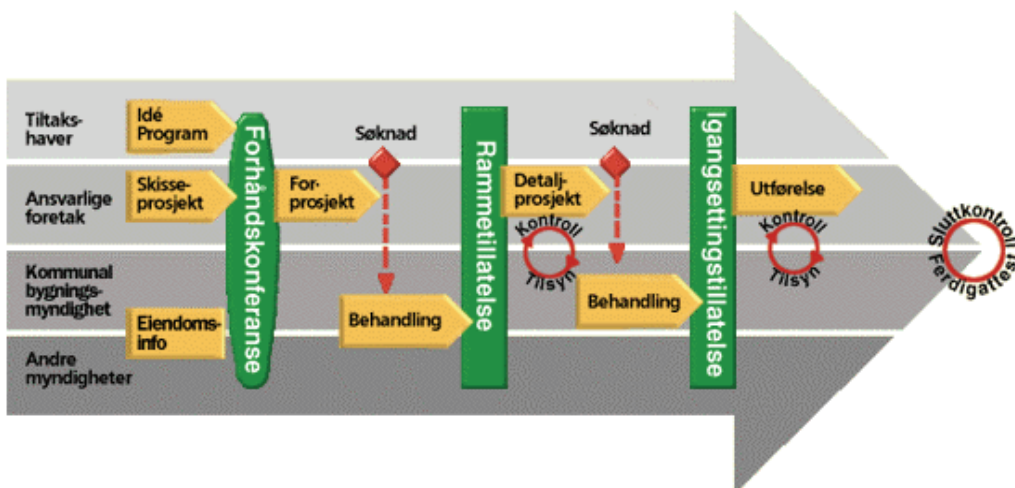 Tiltaks-
haver
Idé
Program
Søknad
Søknad
Ansvarlige
foretak
Skisse-
prosjekt
Forhåndskonferanse
For-
prosjekt
Rammetillatelse
Detalj-
prosjekt
Kontroll
Tilsyn
Igangsettingstillatelse
Utførelse
Kontroll
Tilsyn
Sluttkontroll
Ferdigattest
Kommunal
bygnings-
myndighet
Behandling
Behandling
Eiendoms-
info
Andre
myndigheter